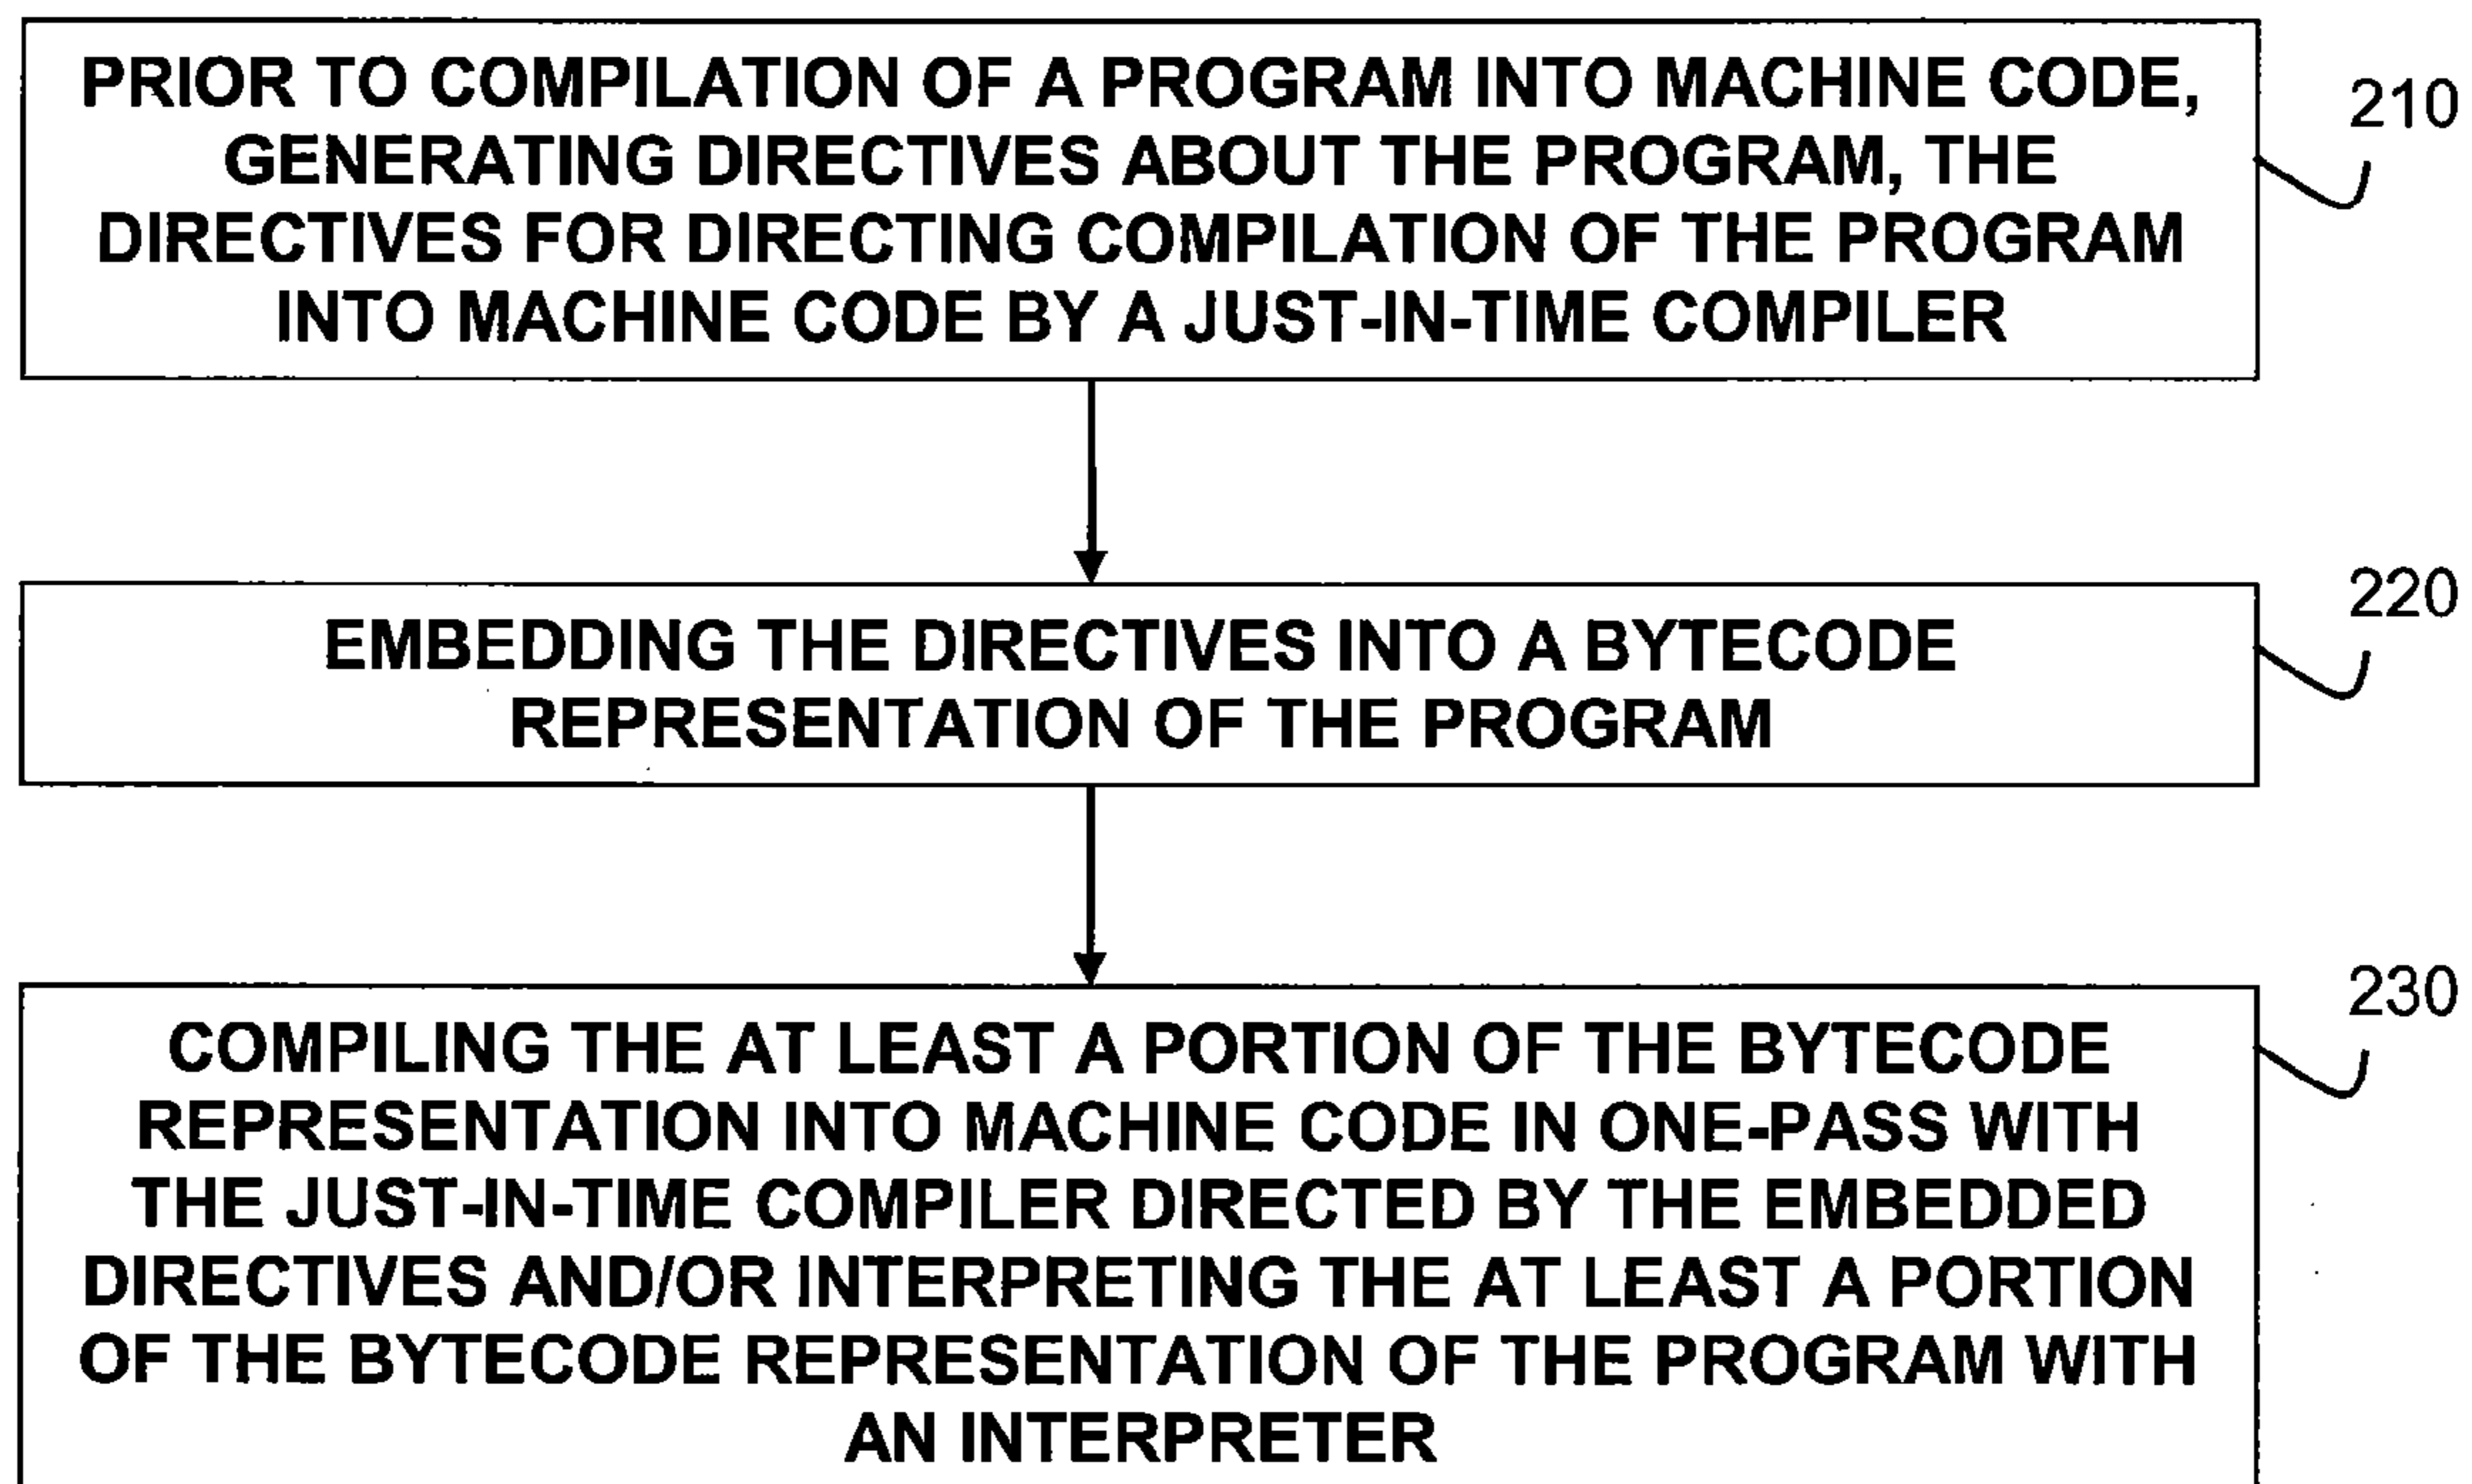 PRIOR TO COMPILATION OF A PROGRAM INTO MACHINE CODE,
GENERATING DIRECTIVES ABOUT THE PROGRAM, THE
DIRECTIVES FOR DIRECTING COMPILATION OF THE PROGRAM
INTO MACHINE CODE BY A JUST-IN-TIME COMPILER
210
EMBEDDING THE DIRECTIVES INTO A BYTECODE
REPRESENTATION OF THE PROGRAM
220
COMPILING THE AT LEAST A PORTION OF THE BYTECODE
REPRESENTATION INTO MACHINE CODE IN ONE-PASS WITH
THE JUST-IN-TIME COMPILER DIRECTED BY THE EMBEDDED
DIRECTIVES AND/OR INTERPRETING THE AT LEAST A PORTION
OF THE BYTECODE REPRESENTATION OF THE PROGRAM WITH
AN INTERPRETER
230